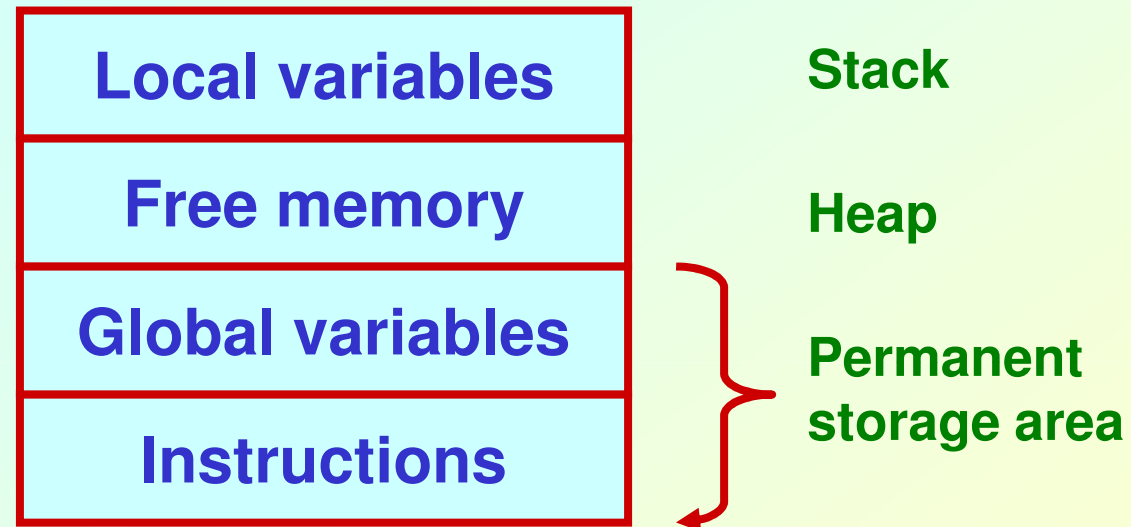 Local variables
Stack
Free memory
Heap
Global variables
Permanent
storage area
Instructions